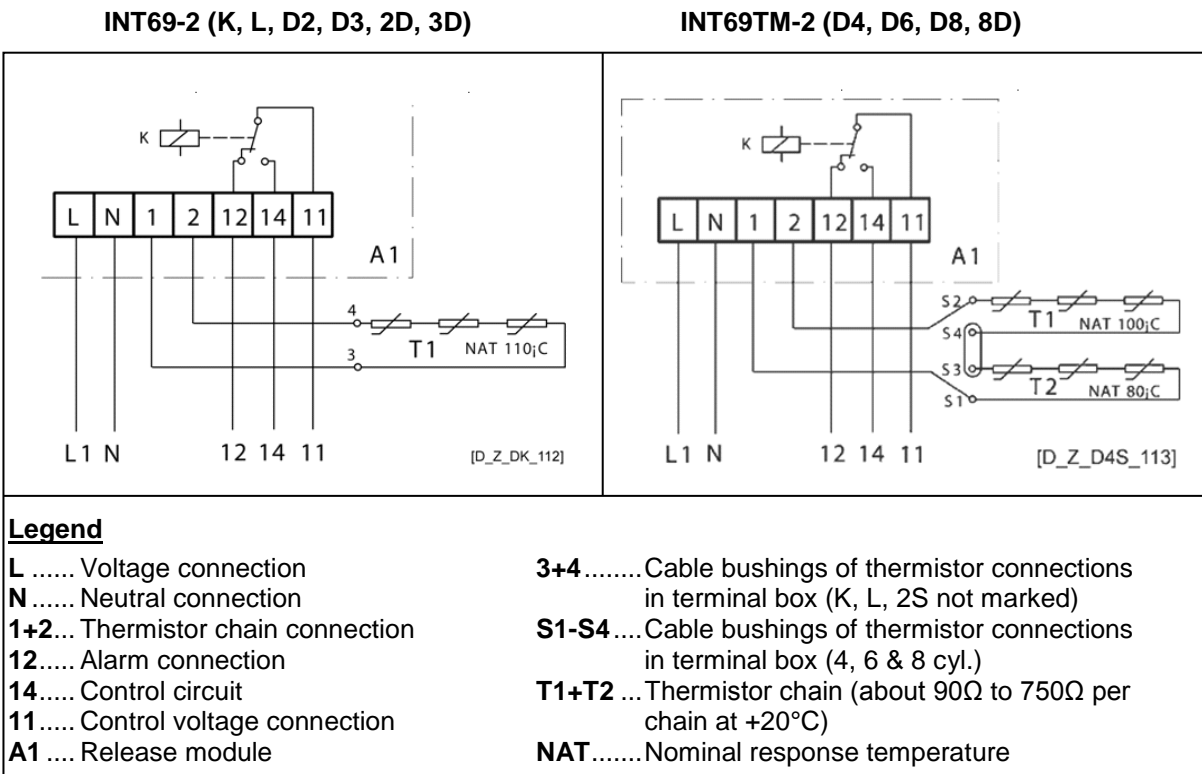 INT69-2 (K, L, D2, D3, 2D, 3D)
INT69TM-2 (D4, D6, D8, 8D)
K
L N 1 2 12 14 11
A1
4
T1 NAT 110¡C
3
L1 N 12 14 11
[D_Z_DK_112]
K
L N 1 2 12 14 11
A1
S2
T1 NAT 100¡C
S4
S3
T2 NAT 80¡C
S1
L1 N 12 14 11
[D_Z_D4S_113]
Legend
L ...... Voltage connection
N ...... Neutral connection
1+2... Thermistor chain connection
12..... Alarm connection
14..... Control circuit
11..... Control voltage connection
A1 .... Release module
3+4........Cable bushings of thermistor connections
in terminal box (K, L, 2S not marked)
S1-S4....Cable bushings of thermistor connections
in terminal box (4, 6 & 8 cyl.)
T1+T2 ...Thermistor chain (about 90Ω to 750Ω per
chain at +20°C)
NAT.......Nominal response temperature